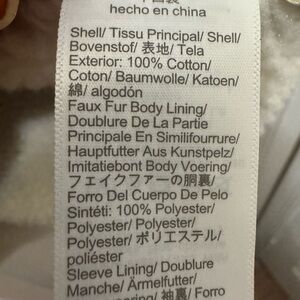 hecho en china
Shell/ Tissu Principal/ Shell/
Bovenstof/ 表地/ Tela
Exterior: 100% Cotton/
Coton/ Baumwolle/ Katoen/
綿/ algodón
Faux Fur Body Lining/
Doublure De La Partie
Principale En Similifourrure/
Hauptfutter Aus Kunstpelz/
Imitatiebont Body Voering/
フェイクファーの胴裏/
Forro Del Cuerpo De Pelo
Sintéti: 100% Polyester/
Polyester/ Polyester/
Polyester/ ポリエステル/
poliéster
Sleeve Lining/ Doublure
Manche/ Ärmelfutter/
袖裏/ Forro